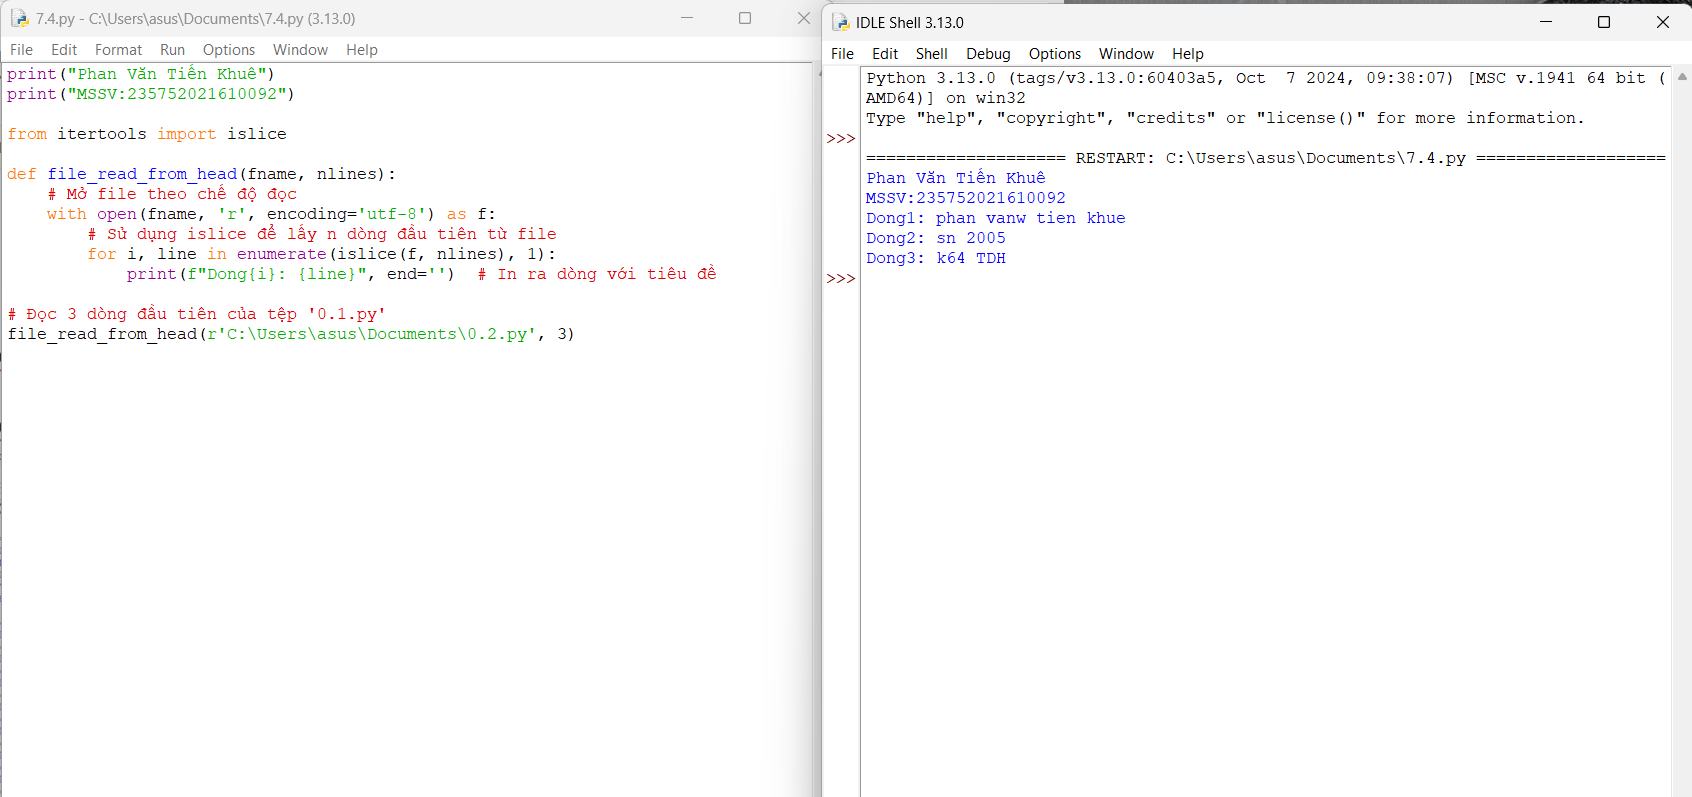 7.4.py - C:\Users\asus\Documents\7.4.py (3.13.0)
File Edit Format Run Options Window Help
print("Phan Văn Tiến Khuê")
print("MSSV:235752021610092")
from itertools import islice
def file_read_from_head(fname, nlines):
    # Mở file theo chế độ đọc
    with open(fname, 'r', encoding='utf-8') as f:
        # Sử dụng islice để lấy n dòng đầu tiên từ file
        for i, line in enumerate(islice(f, nlines), 1):
            print(f"Dong{i}: {line}", end='')  # In ra dòng với tiêu đề
# Đọc 3 dòng đầu tiên của tệp '0.1.py'
file_read_from_head(r'C:\Users\asus\Documents\0.2.py', 3)
IDLE Shell 3.13.0
File Edit Shell Debug Options Window Help
Python 3.13.0 (tags/v3.13.0:60403a5, Oct  7 2024, 09:38:07) [MSC v.1941 64 bit (
AMD64)] on win32
Type "help", "copyright", "credits" or "license()" for more information.
>>>
==================== RESTART: C:\Users\asus\Documents\7.4.py ===================
Phan Văn Tiến Khuê
MSSV:235752021610092
Dong1: phan vanw tien khue
Dong2: sn 2005
Dong3: k64 TDH
>>>